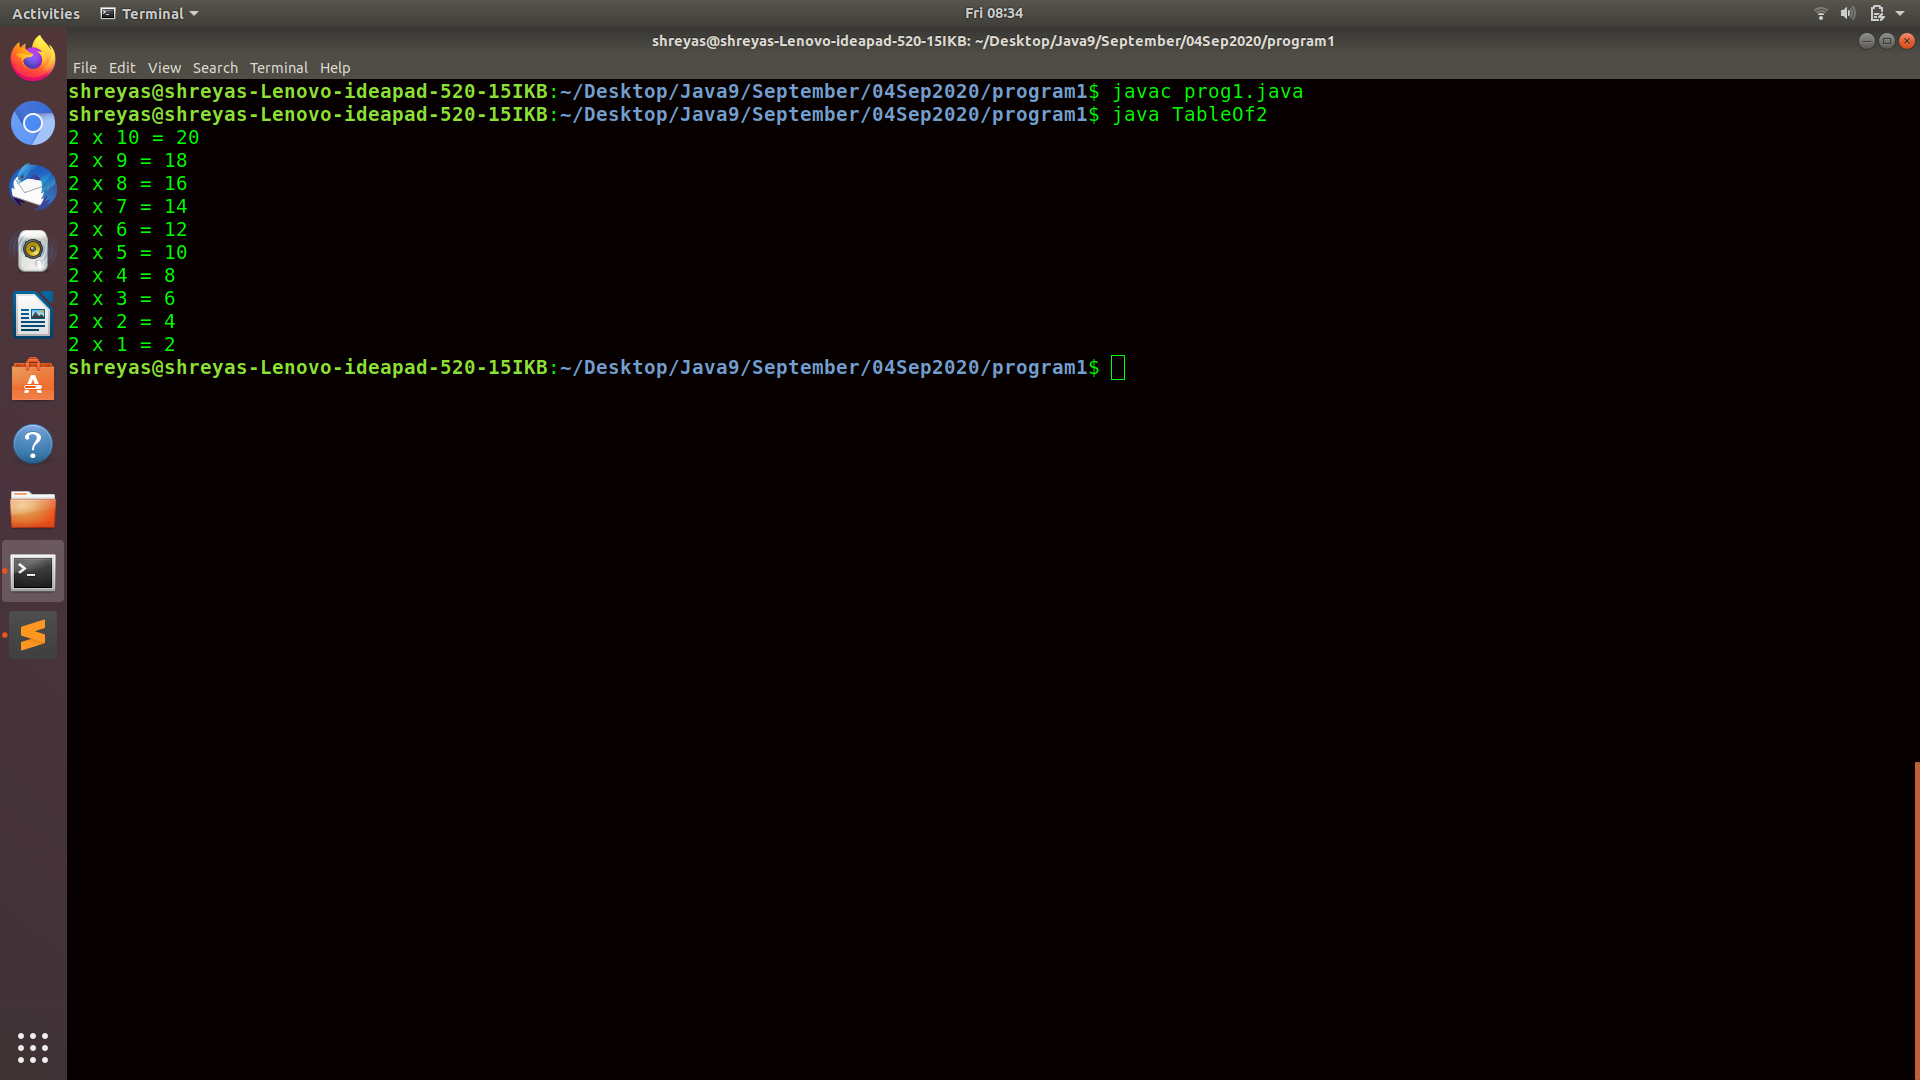 Activities Terminal Fri 08:34
shreyas@shreyas-Lenovo-ideapad-520-15IKB: ~/Desktop/Java9/September/04Sep2020/program1
File Edit View Search Terminal Help
shreyas@shreyas-Lenovo-ideapad-520-15IKB:~/Desktop/Java9/September/04Sep2020/program1$ javac prog1.java
shreyas@shreyas-Lenovo-ideapad-520-15IKB:~/Desktop/Java9/September/04Sep2020/program1$ java TableOf2
2 x 10 = 20
2 x 9 = 18
2 x 8 = 16
2 x 7 = 14
2 x 6 = 12
2 x 5 = 10
2 x 4 = 8
2 x 3 = 6
2 x 2 = 4
2 x 1 = 2
shreyas@shreyas-Lenovo-ideapad-520-15IKB:~/Desktop/Java9/September/04Sep2020/program1$